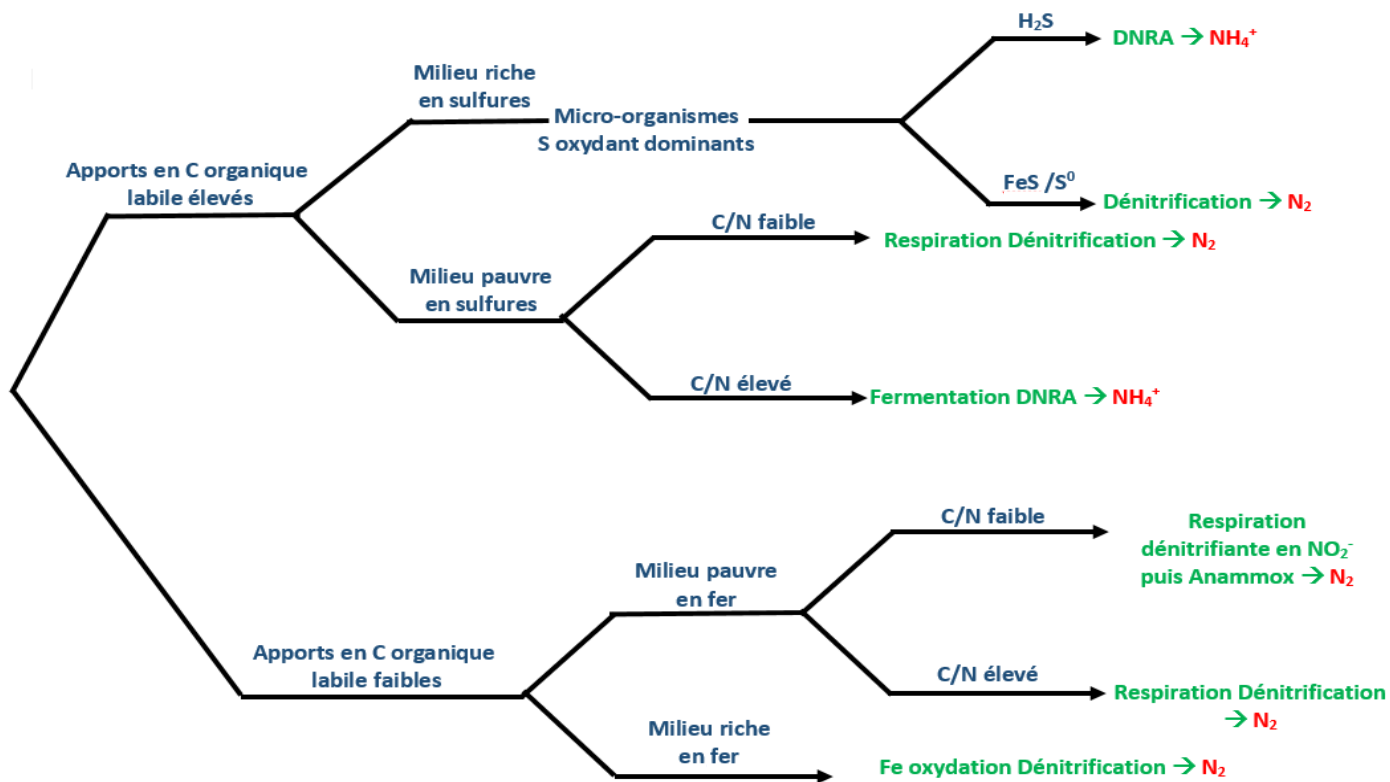 H₂S
DNRA → NH₄⁺
Milieu riche
en sulfures
Micro-organismes
S oxydant dominants
Apports en C organique
labile élevés
FeS /S⁰
Dénitrification → N₂
C/N faible
Respiration Dénitrification → N₂
Milieu pauvre
en sulfures
C/N élevé
Fermentation DNRA → NH₄⁺
C/N faible
Respiration
dénitrifiante en NO₂⁻
puis Anammox → N₂
Milieu pauvre
en fer
Apports en C organique
labile faibles
C/N élevé
Respiration Dénitrification
→ N₂
Milieu riche
en fer
Fe oxydation Dénitrification → N₂